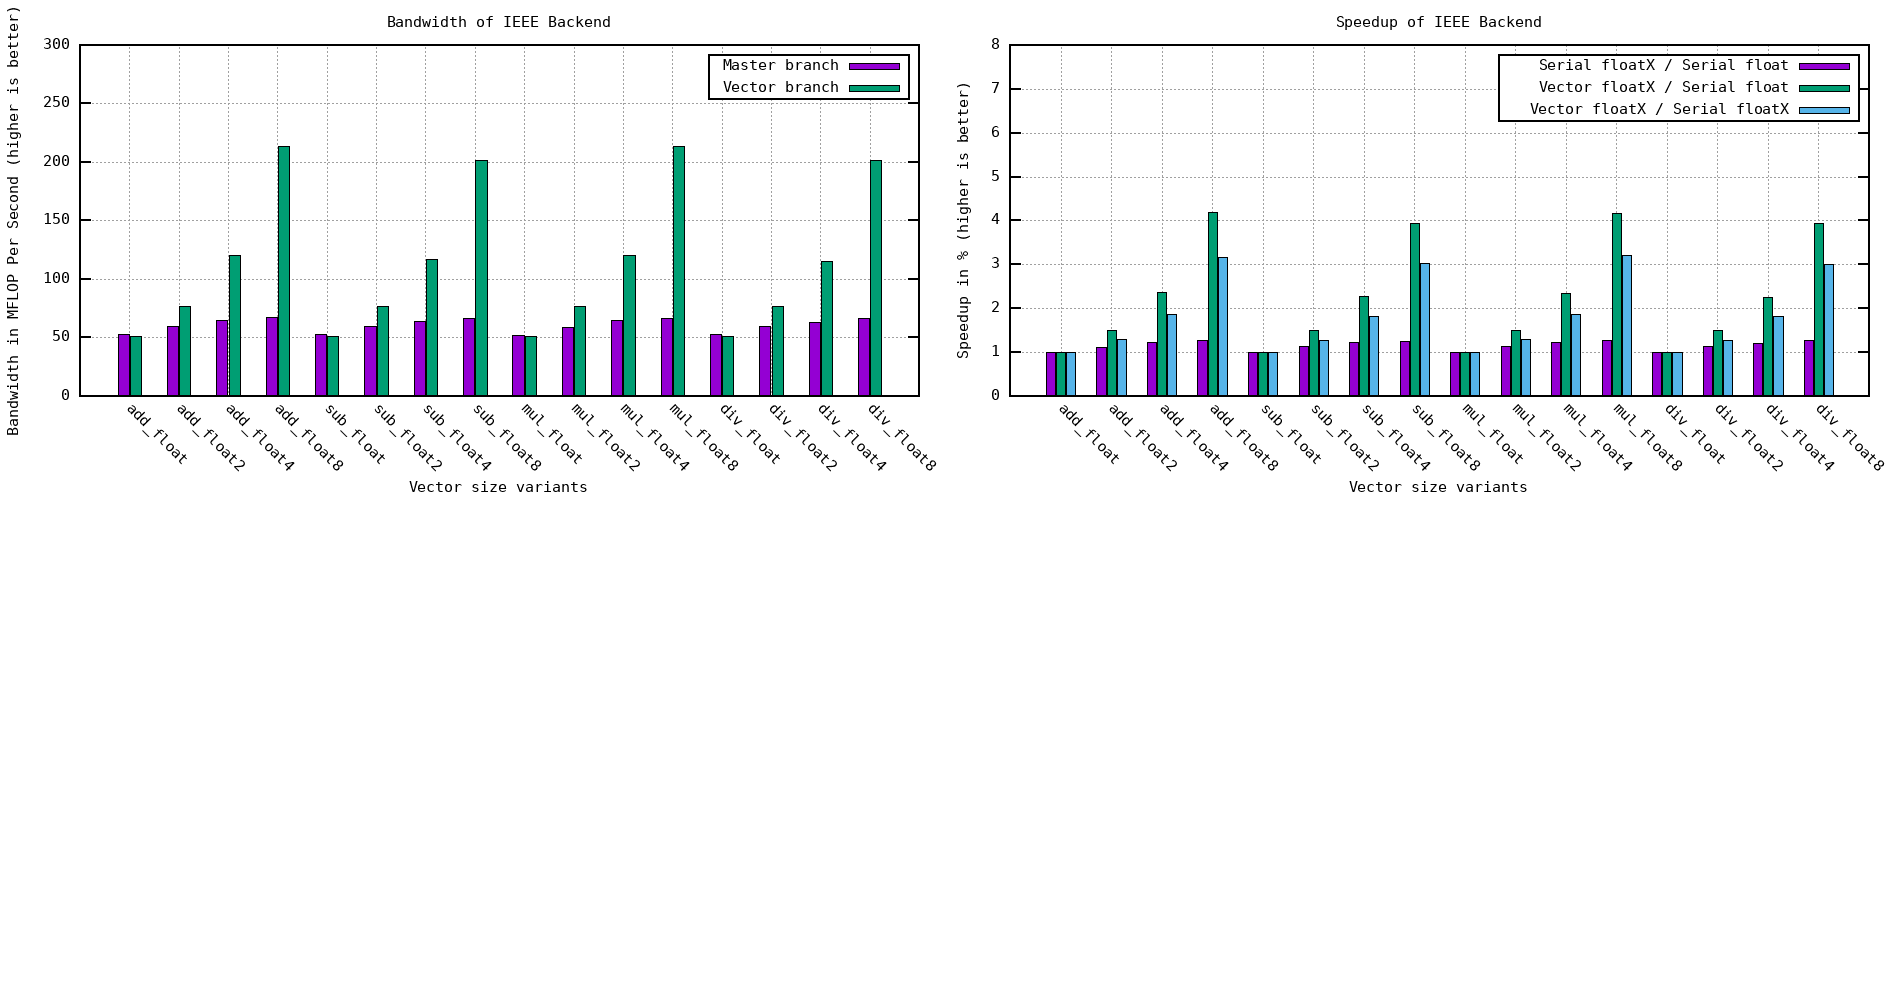 Bandwidth of IEEE Backend
Bandwidth in MFLOP Per Second (higher is better)
300
250
200
150
100
50
0
Master branch
Vector branch
add_float
add_float2
add_float4
add_float8
sub_float
sub_float2
sub_float4
sub_float8
mul_float
mul_float2
mul_float4
mul_float8
div_float
div_float2
div_float4
div_float8
Vector size variants
Speedup of IEEE Backend
Speedup in % (higher is better)
8
7
6
5
4
3
2
1
0
Serial floatX / Serial float
Vector floatX / Serial float
Vector floatX / Serial floatX
add_float
add_float2
add_float4
add_float8
sub_float
sub_float2
sub_float4
sub_float8
mul_float
mul_float2
mul_float4
mul_float8
div_float
div_float2
div_float4
div_float8
Vector size variants